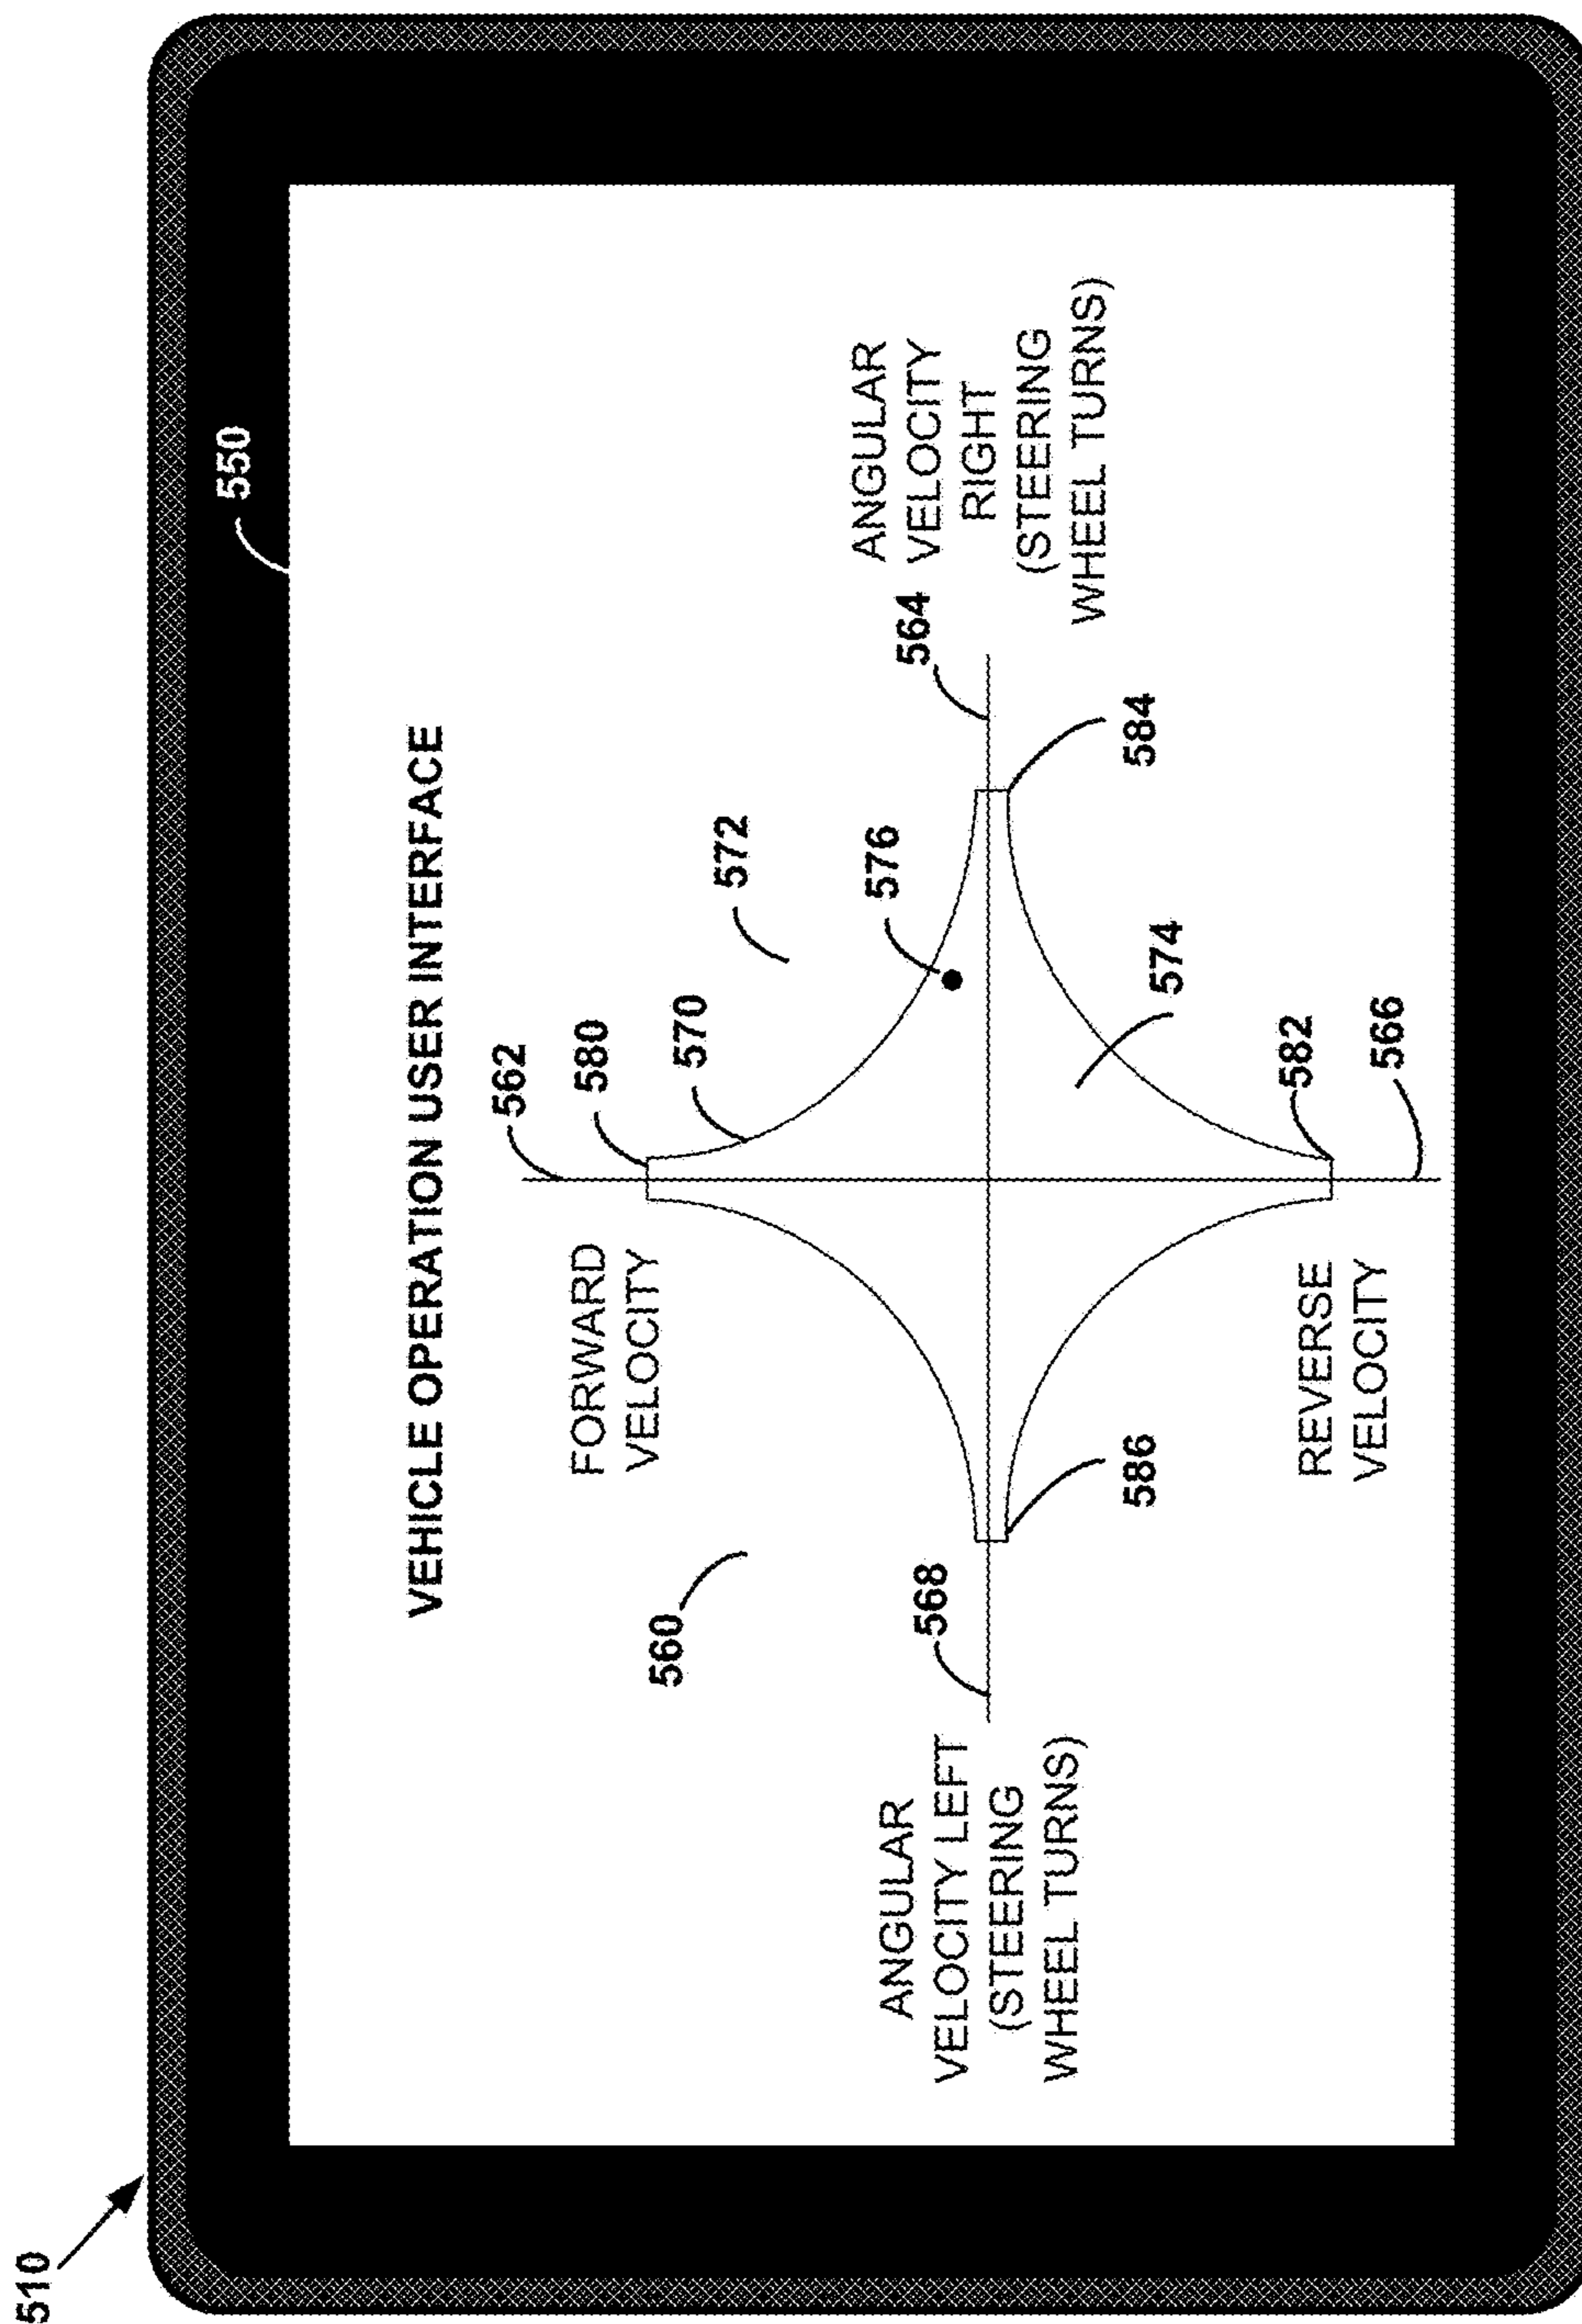 510
550
VEHICLE OPERATION USER INTERFACE
562
580
570
572
576
564
560
568
574
584
586
582
566
FORWARD
VELOCITY
ANGULAR
VELOCITY LEFT
(STEERING
WHEEL TURNS)
ANGULAR
VELOCITY
RIGHT
(STEERING
WHEEL TURNS)
REVERSE
VELOCITY